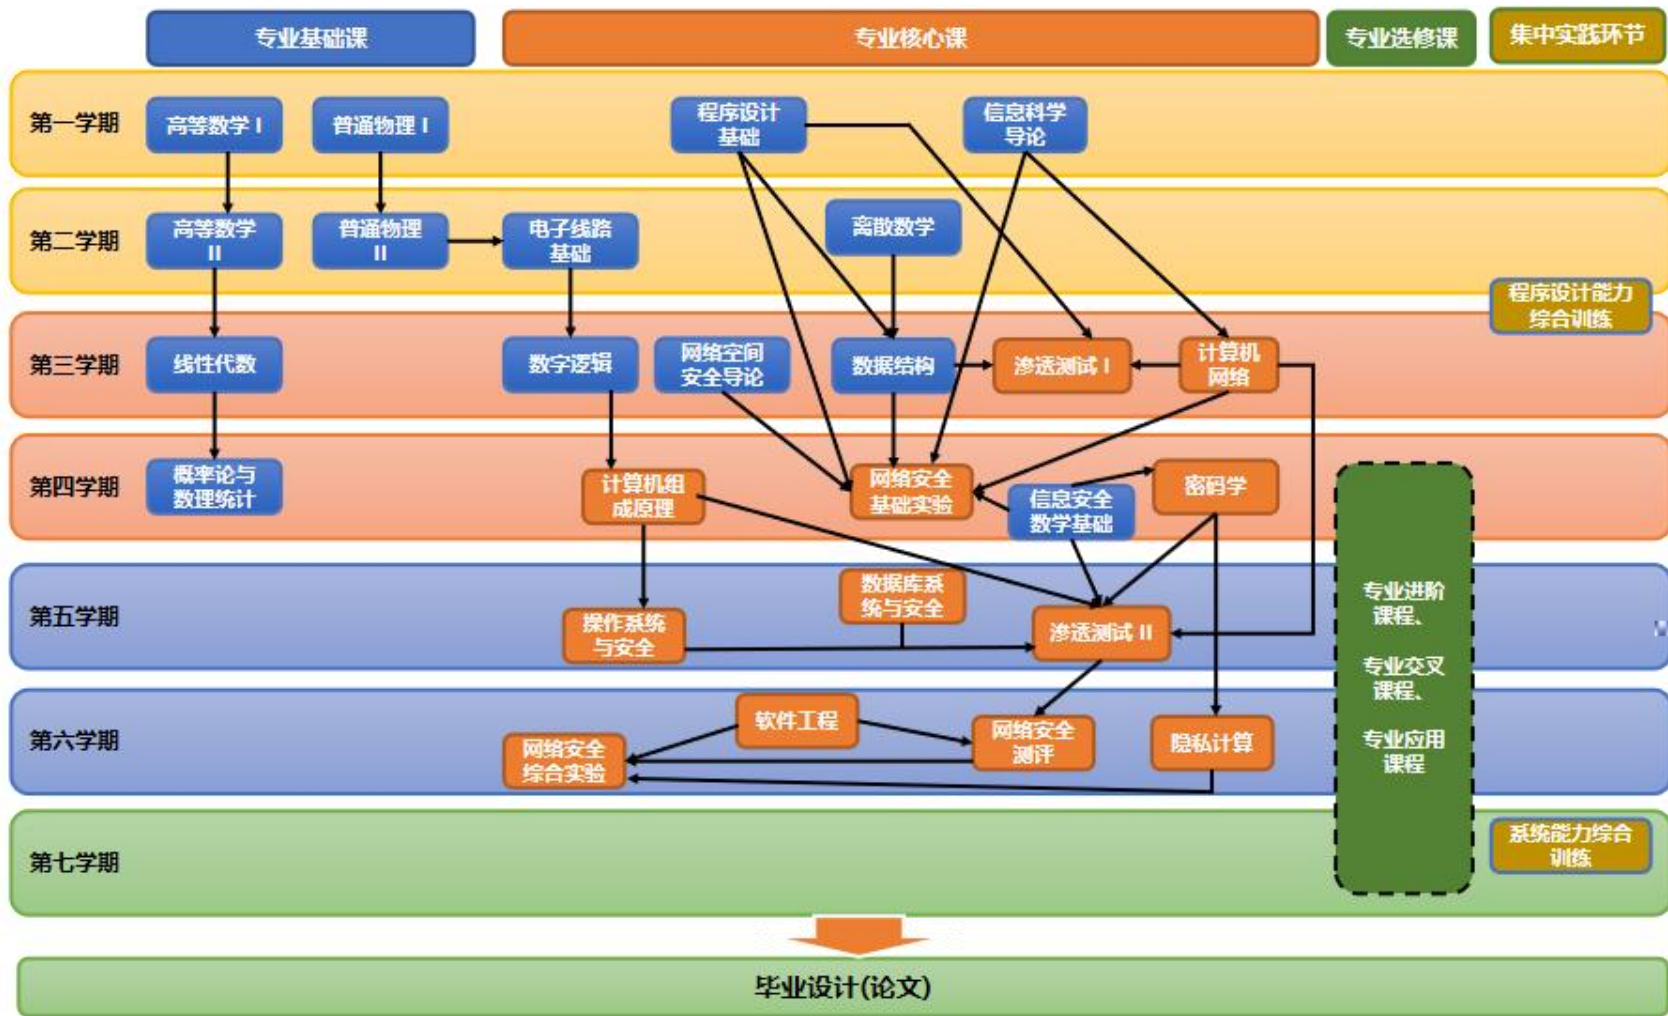 专业基础课
专业核心课
专业选修课
集中实践环节
第一学期
高等数学 I
普通物理 I
程序设计
基础
信息科学
导论
第二学期
高等数学
II
普通物理
II
电子线路
基础
离散数学
程序设计能力
综合训练
第三学期
线性代数
数字逻辑
网络空间
安全导论
数据结构
渗透测试 I
计算机
网络
第四学期
概率论与
数理统计
计算机组
成原理
网络安全
基础实验
信息安全
数学基础
密码学
第五学期
操作系统
与安全
数据库系
统与安全
渗透测试 II
专业进阶
课程、
专业交叉
课程、
专业应用
课程
第六学期
网络安全
综合实验
软件工程
网络安全
测评
隐私计算
第七学期
系统能力综合
训练
毕业设计(论文)